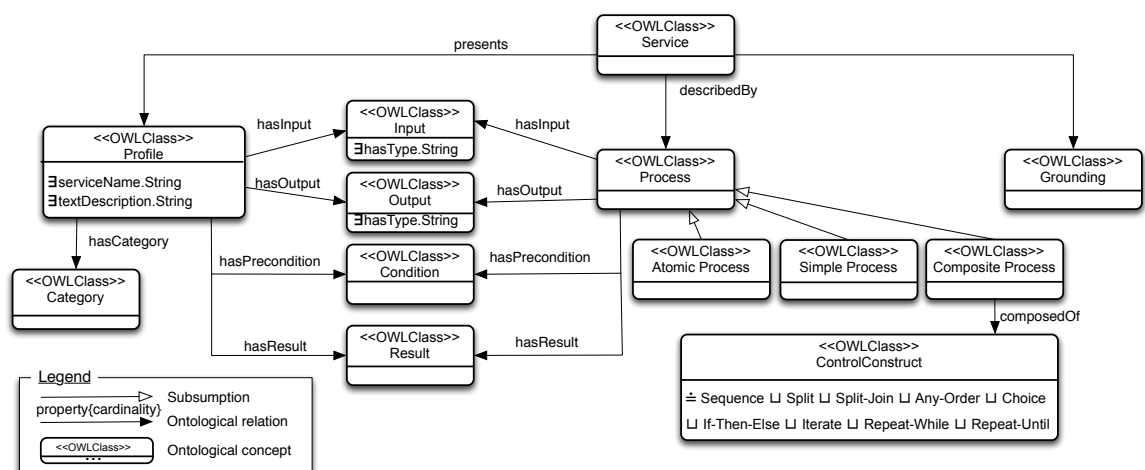 <<OWLClass>>
Service
presents
describedBy
<<OWLClass>>
Profile
∃serviceName.String
∃textDescription.String
hasInput
<<OWLClass>>
Input
∃hasType.String
hasInput
hasOutput
<<OWLClass>>
Output
∃hasType.String
hasOutput
<<OWLClass>>
Process
<<OWLClass>>
Grounding
hasCategory
<<OWLClass>>
Category
hasPrecondition
<<OWLClass>>
Condition
hasPrecondition
<<OWLClass>>
Atomic Process
<<OWLClass>>
Simple Process
<<OWLClass>>
Composite Process
composedOf
hasResult
<<OWLClass>>
Result
hasResult
<<OWLClass>>
ControlConstruct
≐ Sequence ⊔ Split ⊔ Split-Join ⊔ Any-Order ⊔ Choice
⊔ If-Then-Else ⊔ Iterate ⊔ Repeat-While ⊔ Repeat-Until
Legend
Subsumption
property{cardinality}
Ontological relation
<<OWLClass>>
...
Ontological concept